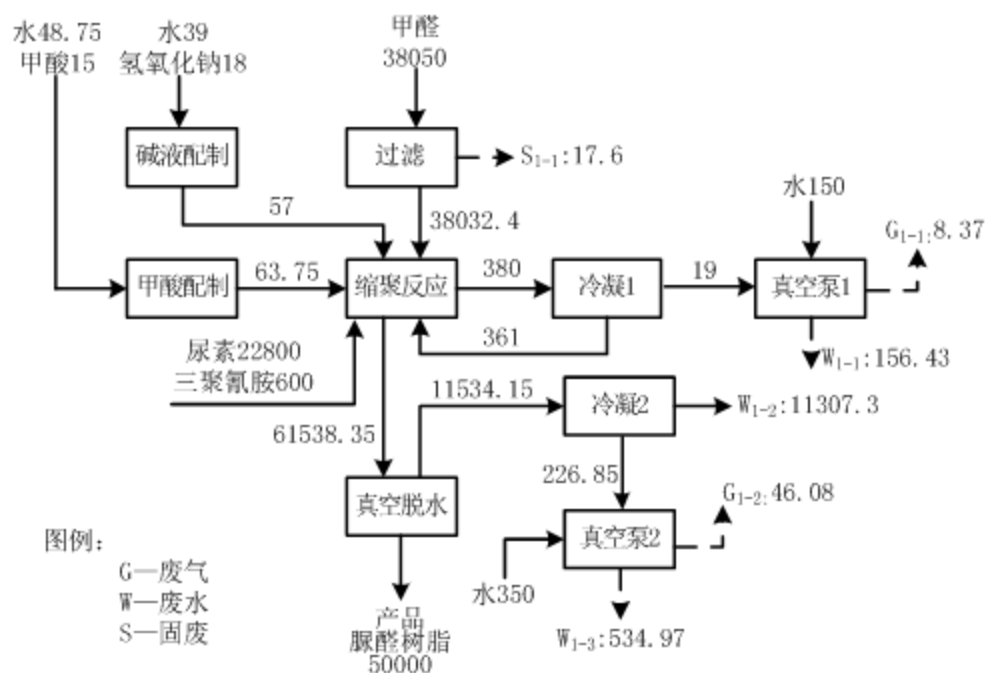 水48.75
甲酸15
水39
氢氧化钠18
甲醛
38050
碱液配制
过滤
S1-1:17.6
水150
57
38032.4
G1-1:8.37
甲酸配制
63.75
缩聚反应
380
冷凝1
19
真空泵1
361
W1-1:156.43
尿素22800
三聚氰胺600
11534.15
冷凝2
W1-2:11307.3
61538.35
226.85
G1-2:46.08
真空脱水
真空泵2
图例：
G—废气
W—废水
S—固废
水350
产品
脲醛树脂
50000
W1-3:534.97